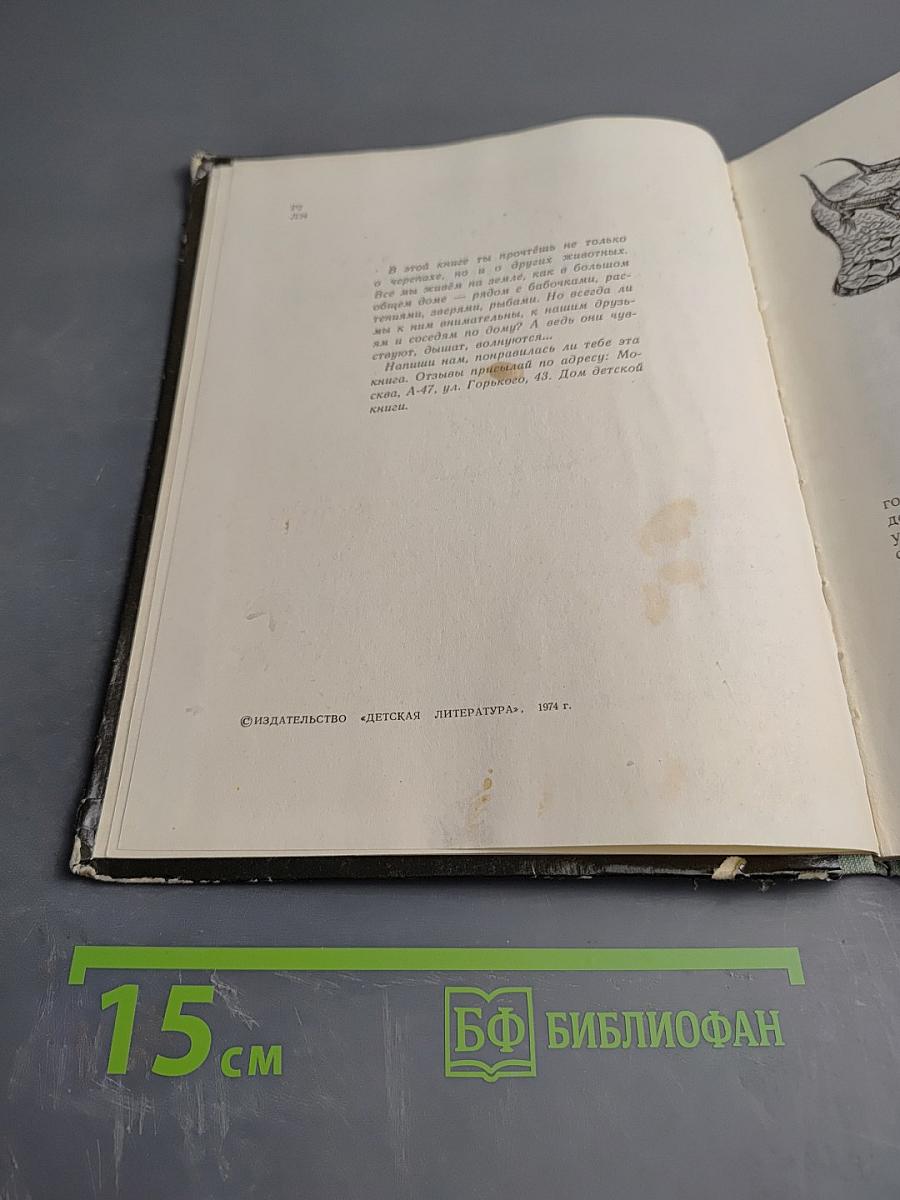 В этой книге ты прочтёшь не только
о черепахе, но и о других животных.
Все мы живём на земле, как в большом
общем доме — рядом с бабочками, рас-
тениями, зверями, рыбами. Но всегда ли
мы к ним внимательны, к нашим друзь-
ям и соседям по дому? А ведь они чув-
ствуют, дышат, волнуются...
Напиши нам, понравилась ли тебе эта
книга. Отзывы присылай по адресу: Мо-
сква, А-47, ул. Горького, 43. Дом детской
книги.
© ИЗДАТЕЛЬСТВО «ДЕТСКАЯ ЛИТЕРАТУРА», 1974 г.
го
15 см
БФ БИБЛИОФАН